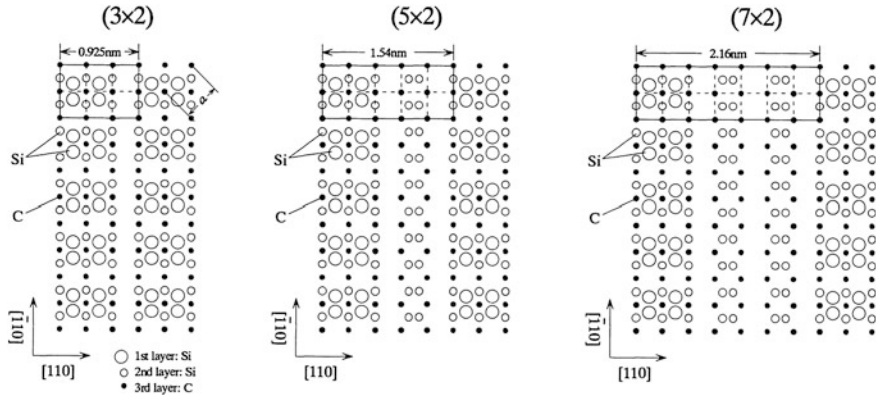 (3×2)
0.925nm
a
Si
C
[1̄10]
[110]
1st layer: Si
2nd layer: Si
3rd layer: C
(5×2)
1.54nm
Si
[1̄10]
[110]
(7×2)
2.16nm
Si
C
[1̄10]
[110]